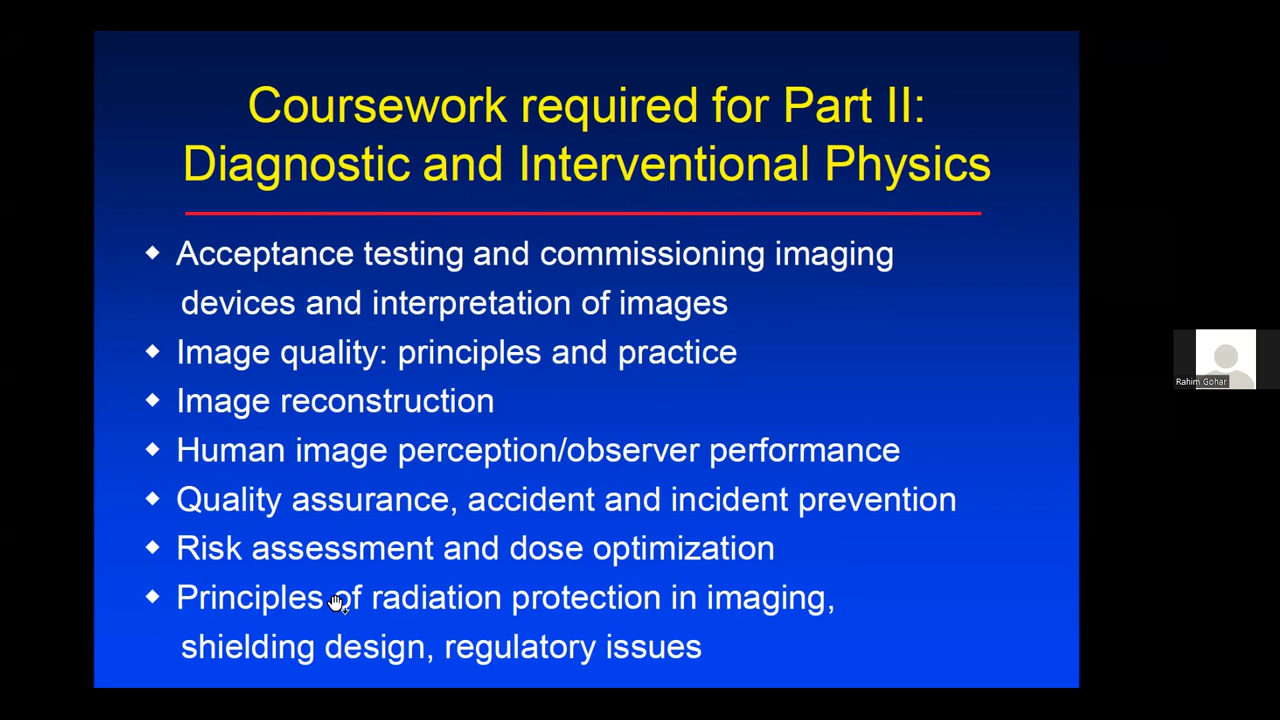 Coursework required for Part II:
Diagnostic and Interventional Physics
Acceptance testing and commissioning imaging
devices and interpretation of images
Image quality: principles and practice
Image reconstruction
Human image perception/observer performance
Quality assurance, accident and incident prevention
Risk assessment and dose optimization
Principles of radiation protection in imaging,
shielding design, regulatory issues
Rahim Gohar